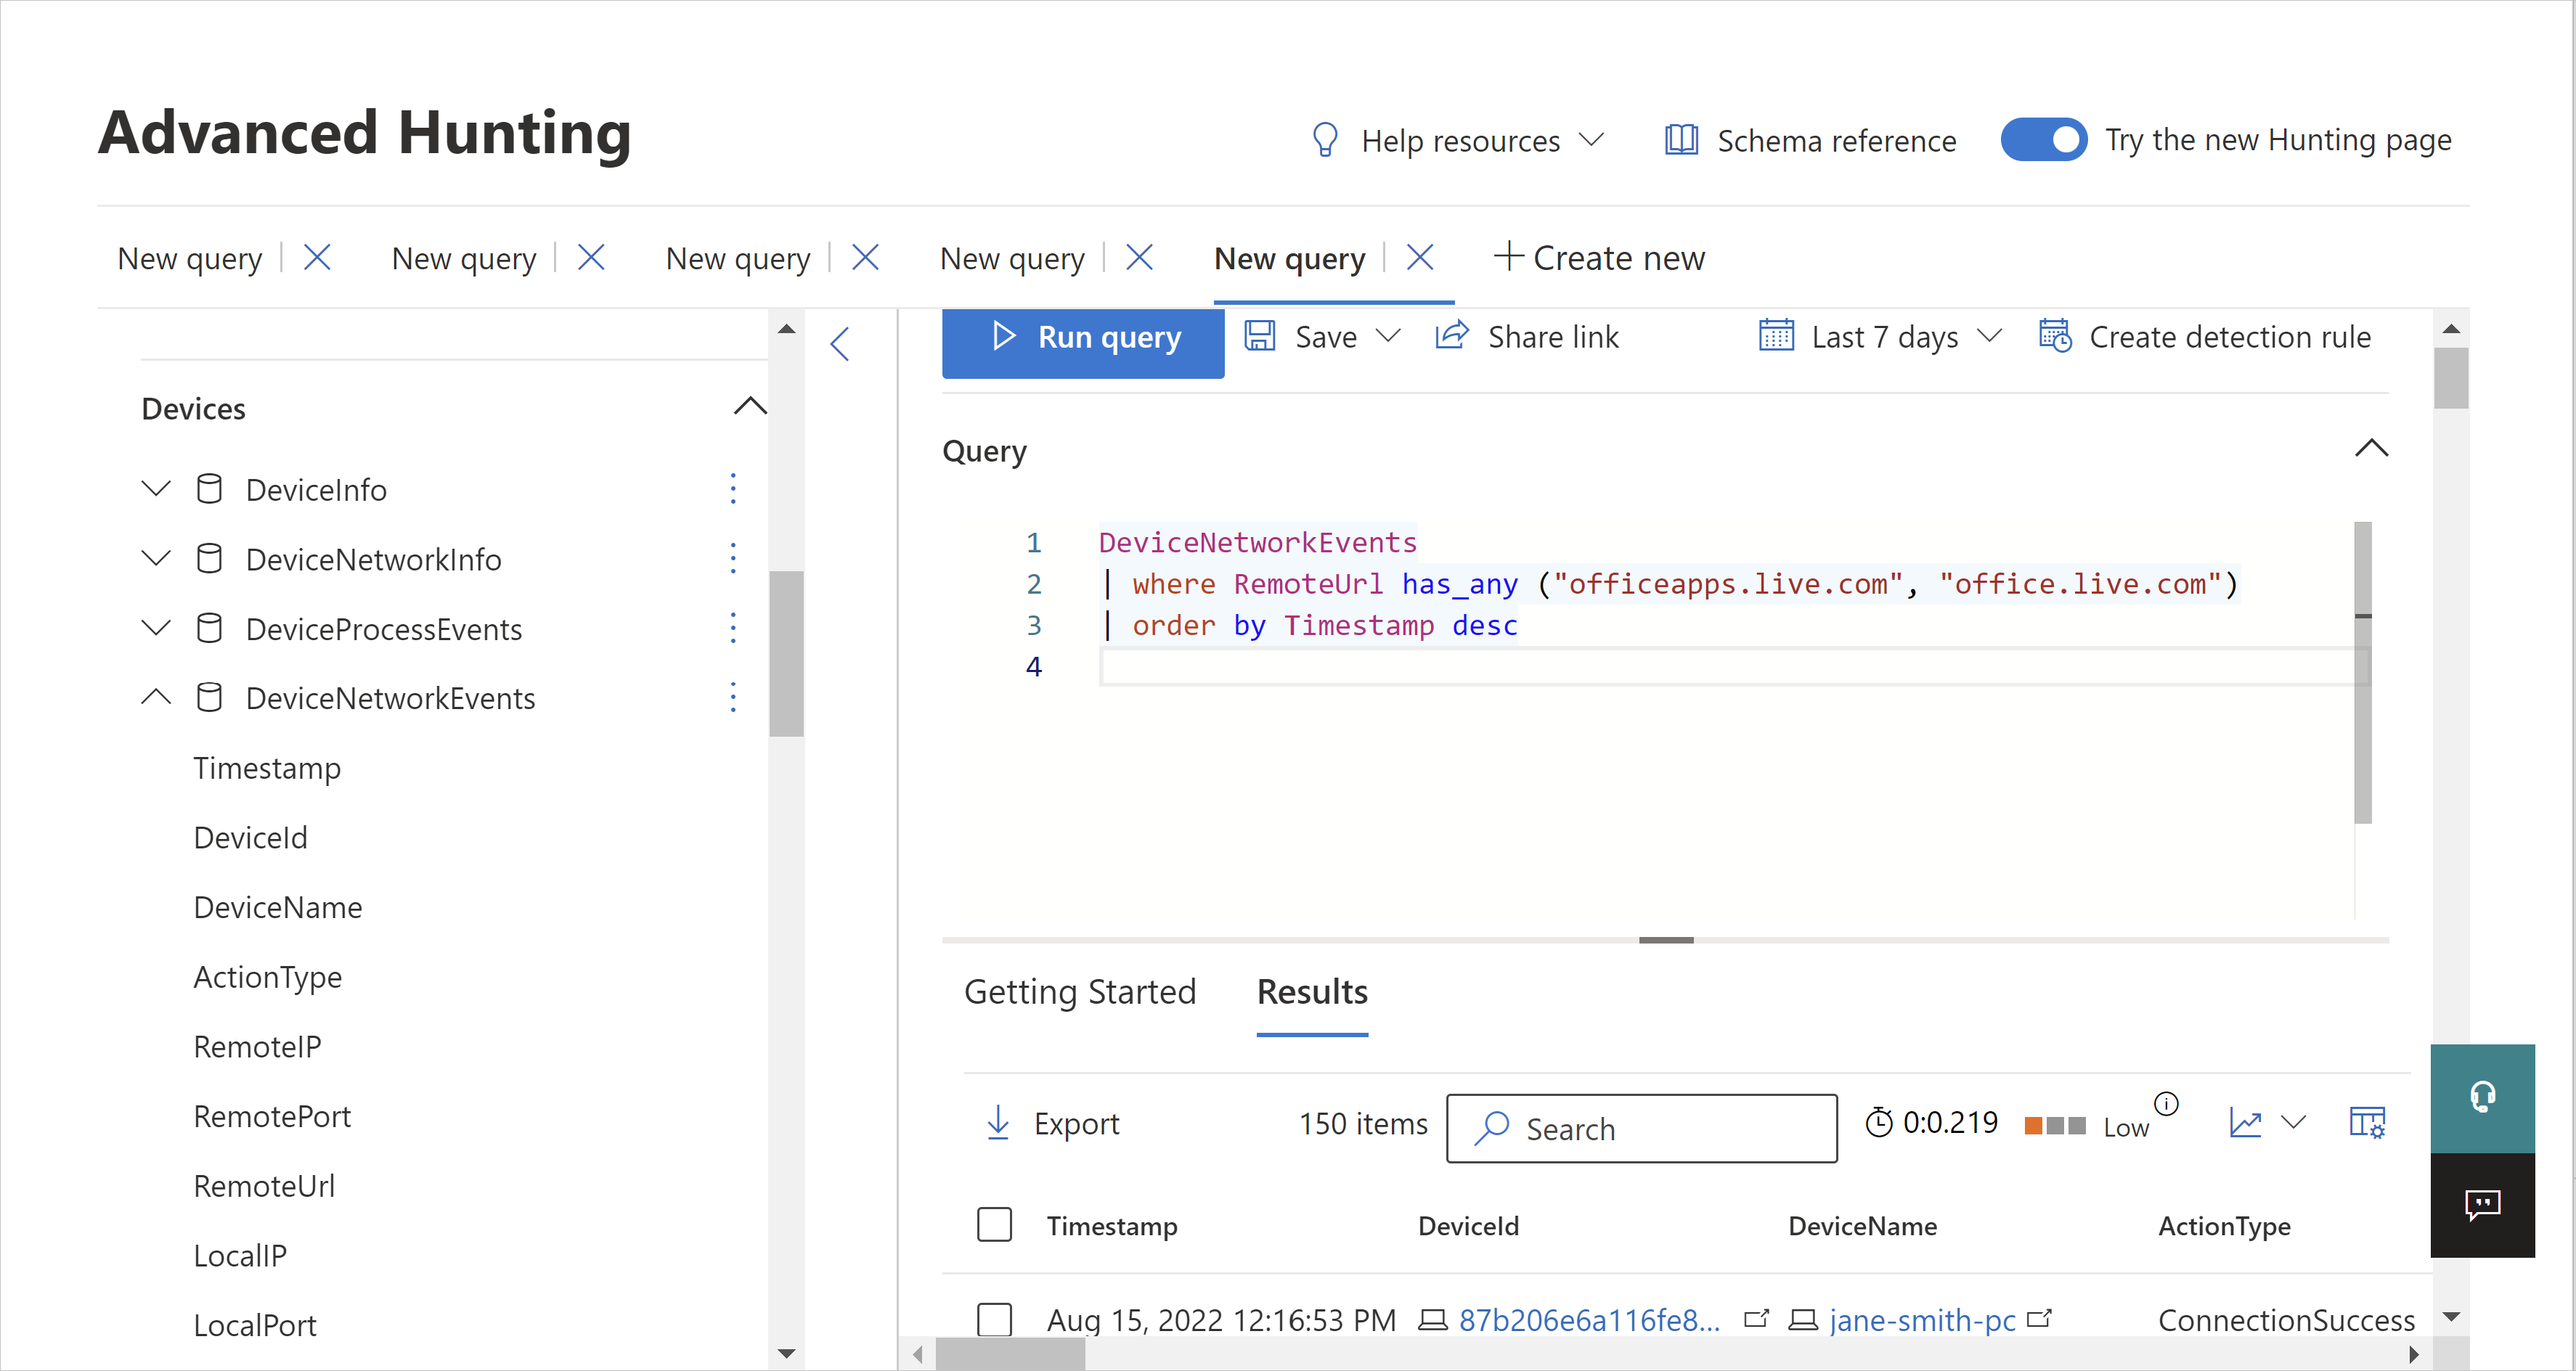 Advanced Hunting
Help resources
Schema reference
Try the new Hunting page
New query
New query
New query
New query
New query
Create new
Devices
DeviceInfo
DeviceNetworkInfo
DeviceProcessEvents
DeviceNetworkEvents
Timestamp
DeviceId
DeviceName
ActionType
RemoteIP
RemotePort
RemoteUrl
LocalIP
LocalPort
Run query
Save
Share link
Last 7 days
Create detection rule
Query
1 DeviceNetworkEvents
2 | where RemoteUrl has_any ("officeapps.live.com", "office.live.com")
3 | order by Timestamp desc
4
Getting Started
Results
Export
150 items
Search
0:0.219
Low
Timestamp DeviceId DeviceName ActionType
Aug 15, 2022 12:16:53 PM 87b206e6a116fe8... jane-smith-pc ConnectionSuccess